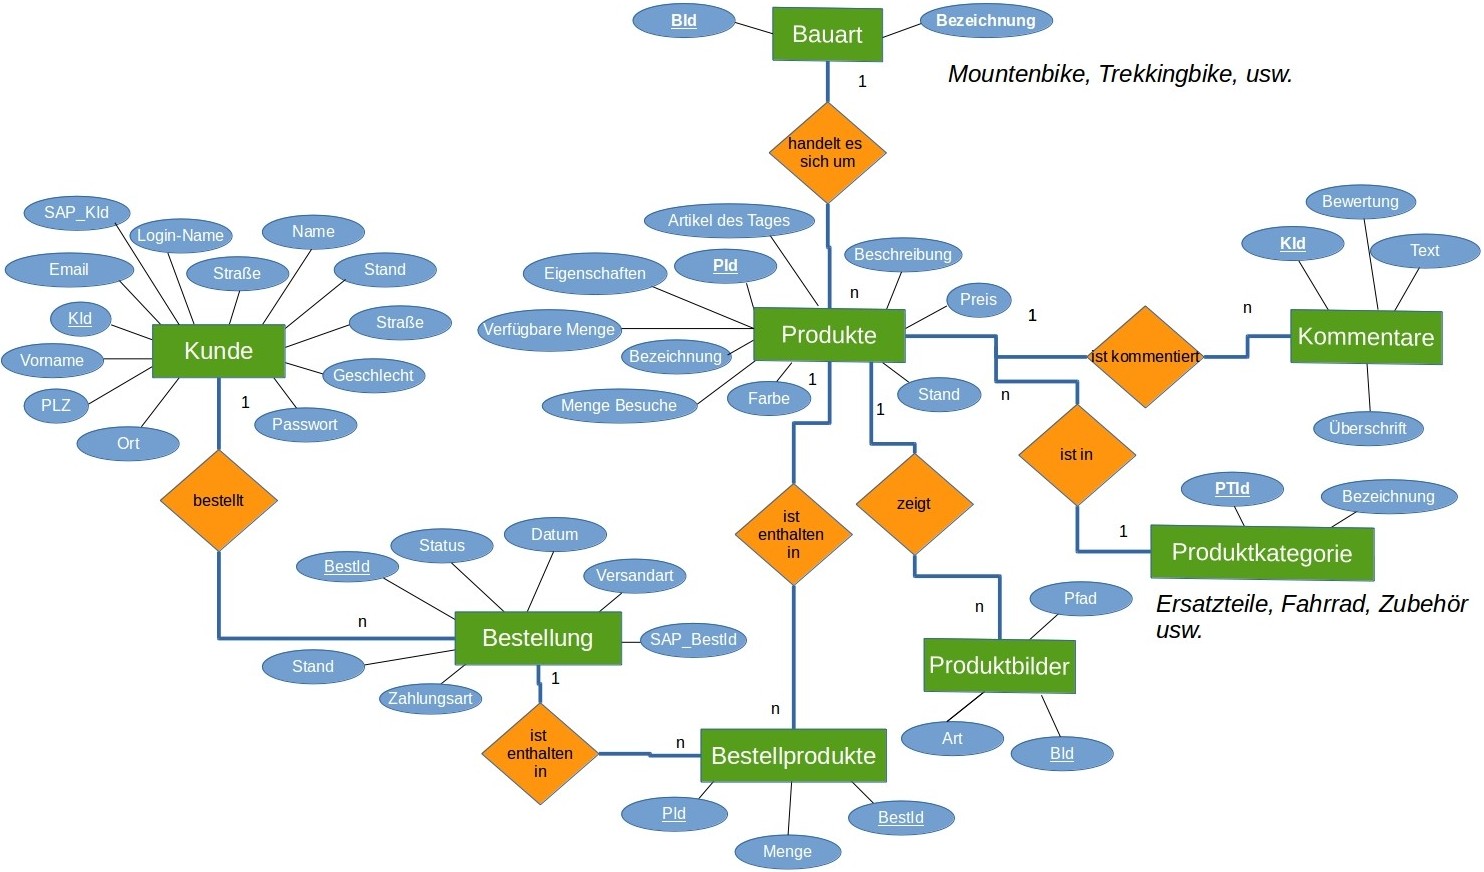 BId
Bauart
Bezeichnung
Mountenbike, Trekkingbike, usw.
1
handelt es
sich um
n
SAP_KId
Login-Name
Name
Email
Straße
Stand
KId
Straße
Vorname
Kunde
Geschlecht
PLZ
Passwort
Ort
1
bestellt
n
Artikel des Tages
PId
Beschreibung
Eigenschaften
Preis
Verfügbare Menge
Produkte
Bezeichnung
Menge Besuche
Farbe
Stand
1
1
1
n
ist kommentiert
n
Bewertung
KId
Text
Kommentare
Überschrift
ist in
1
PTId
Bezeichnung
Produktkategorie
Ersatzteile, Fahrrad, Zubehör
usw.
ist
enthalten
in
zeigt
n
Pfad
Produktbilder
Art
BId
BestId
Status
Datum
Versandart
Bestellung
SAP_BestId
Stand
Zahlungsart
1
ist
enthalten
in
n
n
Bestellprodukte
PId
Menge
BestId